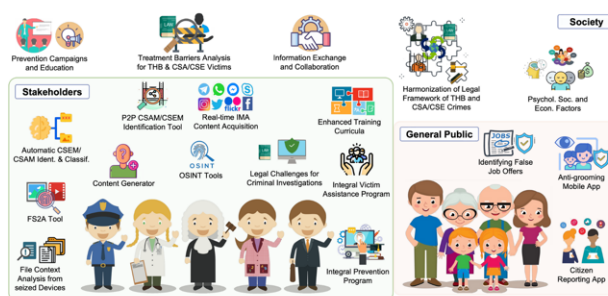 Prevention Campaigns
and Education
Treatment Barriers Analysis
for THB & CSA/CSE Victims
Information Exchange
and Collaboration
Harmonization of Legal
Framework of THB and
CSA/CSE Crimes
Society
Psychol. Soc. and
Econ. Factors
Stakeholders
Automatic CSEM/
CSAM Ident. & Classif.
P2P CSAM/CSEM
Identification Tool
flickr
Real-time IMA
Content Acquisition
Enhanced Training
Curricula
Content Generator
OSINT
OSINT Tools
Legal Challenges for
Criminal Investigations
Integral Victim
Assistance Program
FS2A Tool
File Context
Analysis from
seized Devices
Integral Prevention
Program
General Public
JOBS
Identifying False
Job Offers
Anti-grooming
Mobile App
Citizen
Reporting App